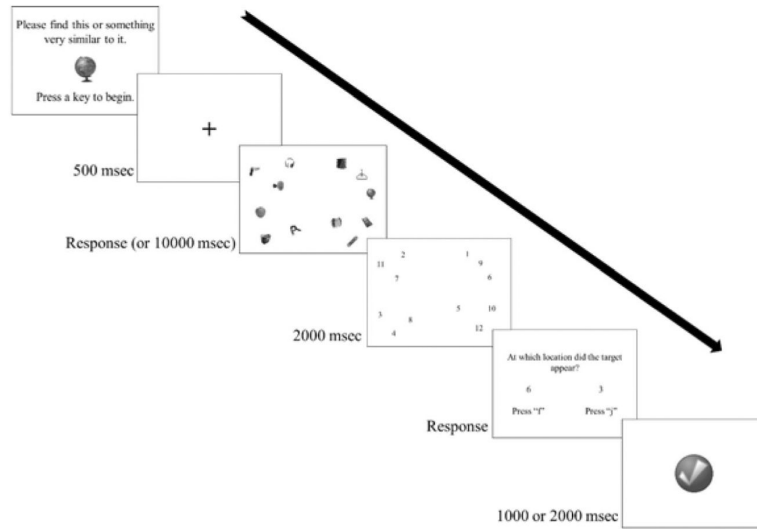 Please find this or something
very similar to it.
Press a key to begin.
500 msec
Response (or 10000 msec)
2 1
11 9
7 6
3 5 10
8
4 12
2000 msec
At which location did the target
appear?
6 3
Press "f" Press "j"
Response
1000 or 2000 msec